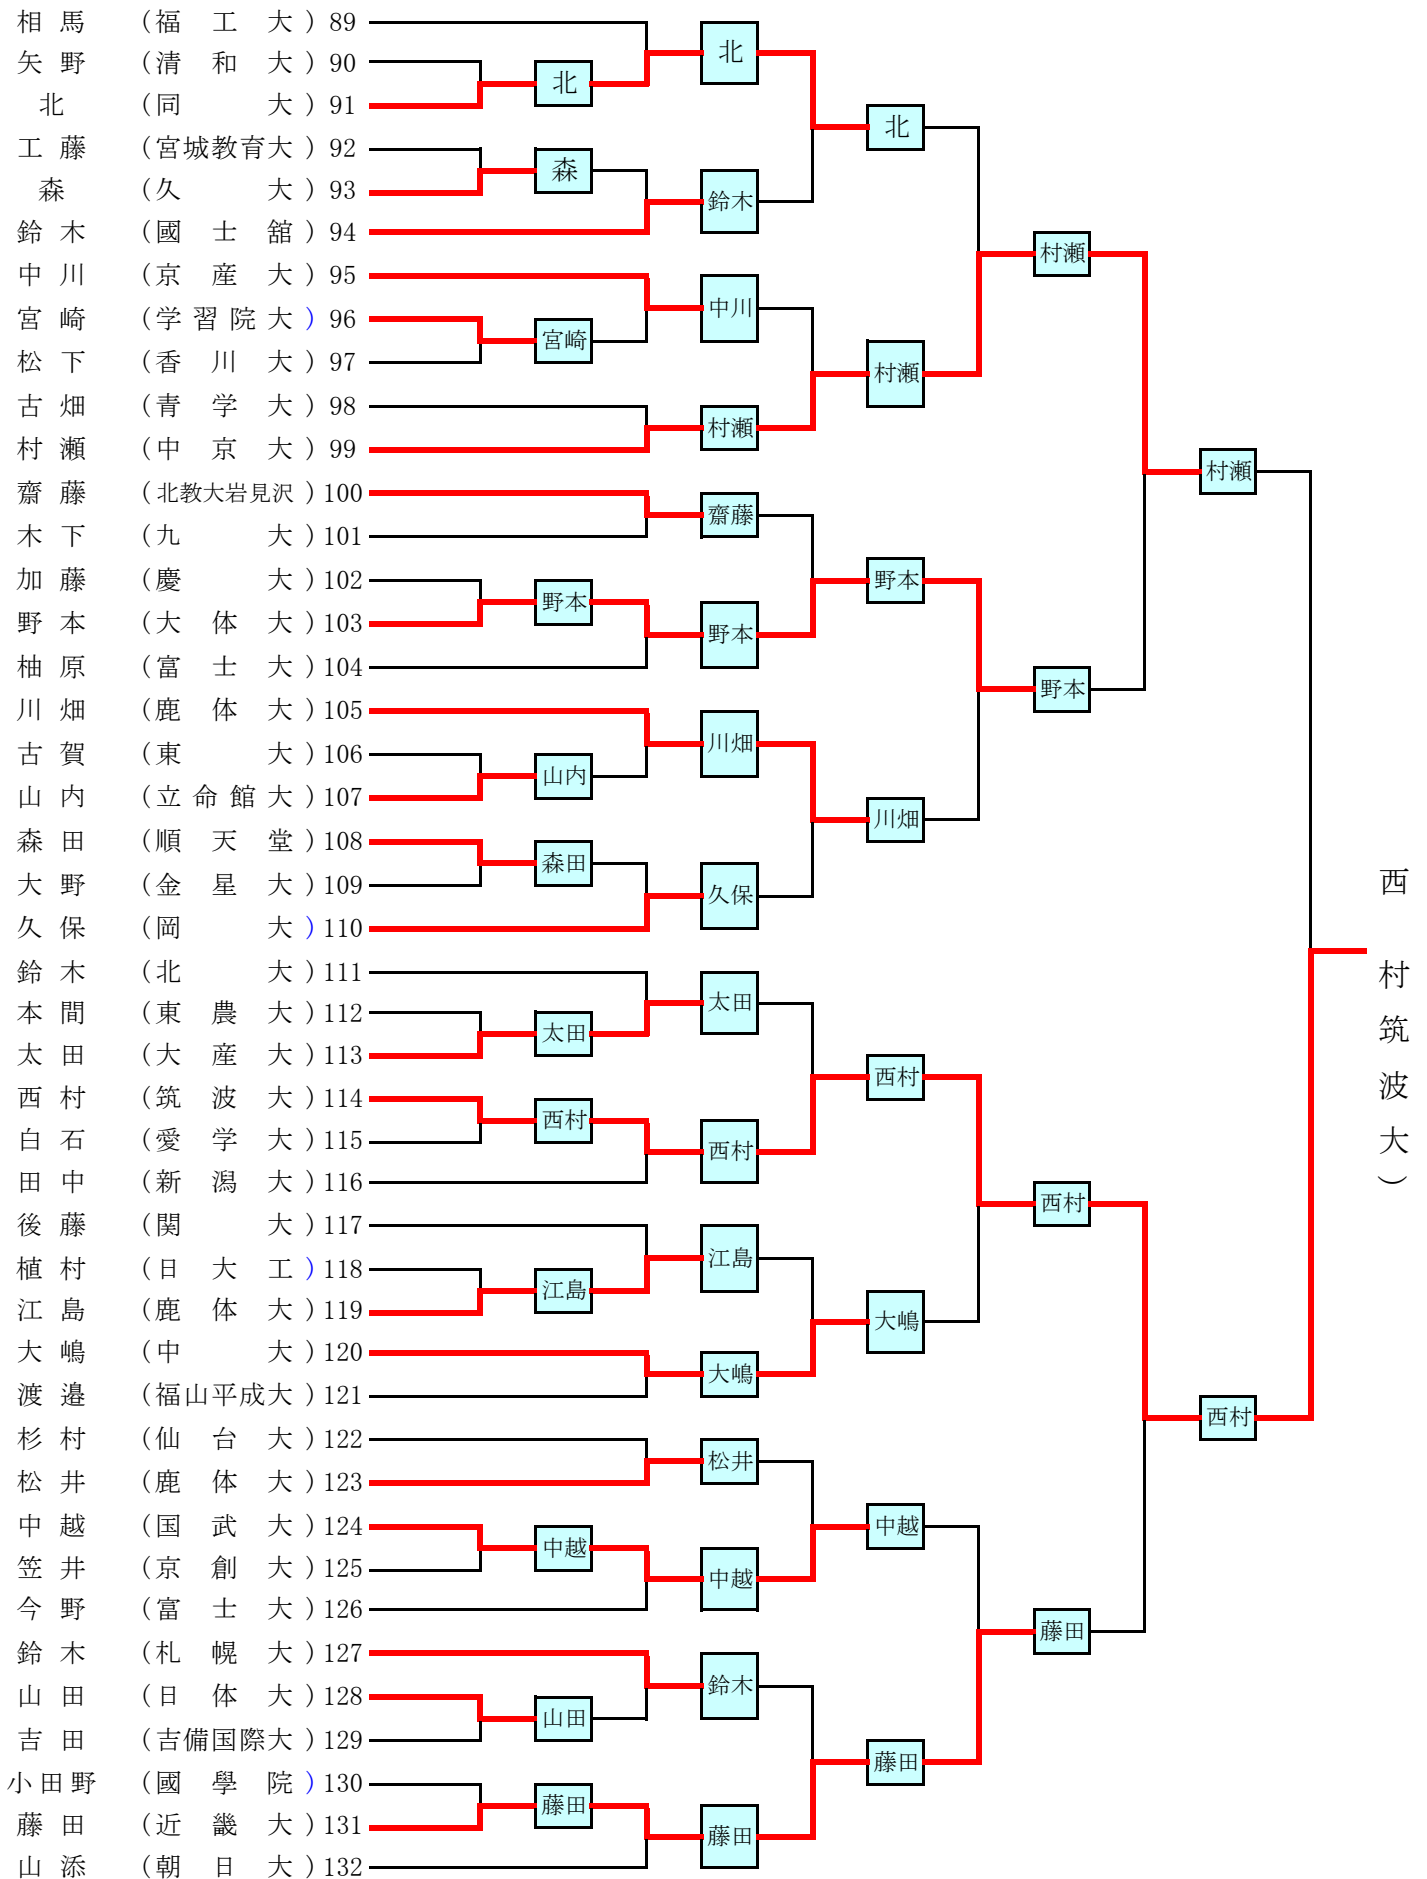 相馬 (福工大) 89
矢野 (清和大) 90
北 (同大) 91
工藤 (宮城教育大) 92
森 (久大) 93
鈴木 (國士舘) 94
中川 (京産大) 95
宮崎 (学習院大) 96
松下 (香川大) 97
古畑 (青学大) 98
村瀬 (中京大) 99
齋藤 (北教大岩見沢) 100
木下 (九大) 101
加藤 (慶大) 102
野本 (大体大) 103
柚原 (富士大) 104
川畑 (鹿体大) 105
古賀 (東大) 106
山内 (立命館大) 107
森田 (順天堂) 108
大野 (金星大) 109
久保 (岡大) 110
鈴木 (北大) 111
本間 (東農大) 112
太田 (大産大) 113
西村 (筑波大) 114
白石 (愛学大) 115
田中 (新潟大) 116
後藤 (関大) 117
植村 (日大工) 118
江島 (鹿体大) 119
大嶋 (中大) 120
渡邉 (福山平成大) 121
杉村 (仙台大) 122
松井 (鹿体大) 123
中越 (国武大) 124
笠井 (京創大) 125
今野 (富士大) 126
鈴木 (札幌大) 127
山田 (日体大) 128
吉田 (吉備国際大) 129
小田野 (國學院) 130
藤田 (近畿大) 131
山添 (朝日大) 132
北
森
宮崎
野本
山内
森田
太田
西村
江島
中越
山田
藤田
北
鈴木
中川
村瀬
齋藤
野本
川畑
久保
太田
西村
江島
大嶋
松井
中越
鈴木
藤田
北
村瀬
野本
川畑
西村
大嶋
中越
藤田
村瀬
野本
西村
藤田
村瀬
西村
西村筑波大)